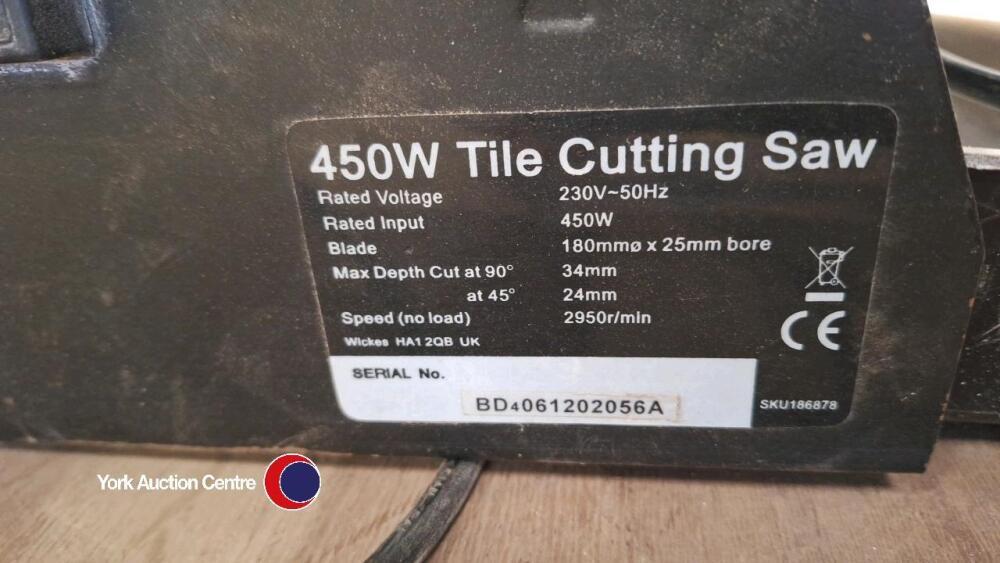 450W Tile Cutting Saw
Rated Voltage 230V~50Hz
Rated Input 450W
Blade 180mmø x 25mm bore
Max Depth Cut at 90° 34mm
at 45° 24mm
Speed (no load) 2950r/min
Wickes HA1 2QB UK
CE
SERIAL No.
BD4061202056A
SKU186878
York Auction Centre